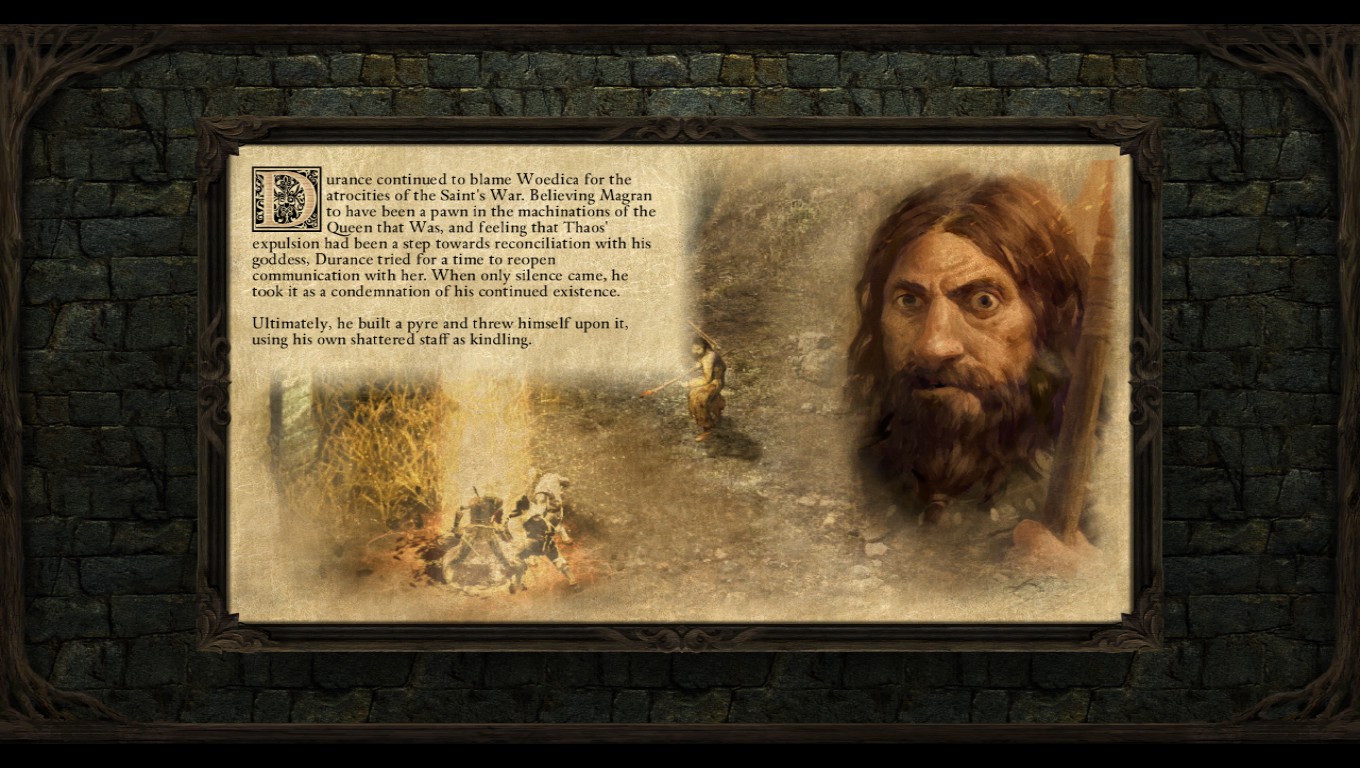 Durance continued to blame Woedica for the
atrocities of the Saint's War. Believing Magran
to have been a pawn in the machinations of the
Queen that Was, and feeling that Thaos'
expulsion had been a step towards reconciliation with his
goddess, Durance tried for a time to reopen
communication with her. When only silence came, he
took it as a condemnation of his continued existence.
Ultimately, he built a pyre and threw himself upon it,
using his own shattered staff as kindling.